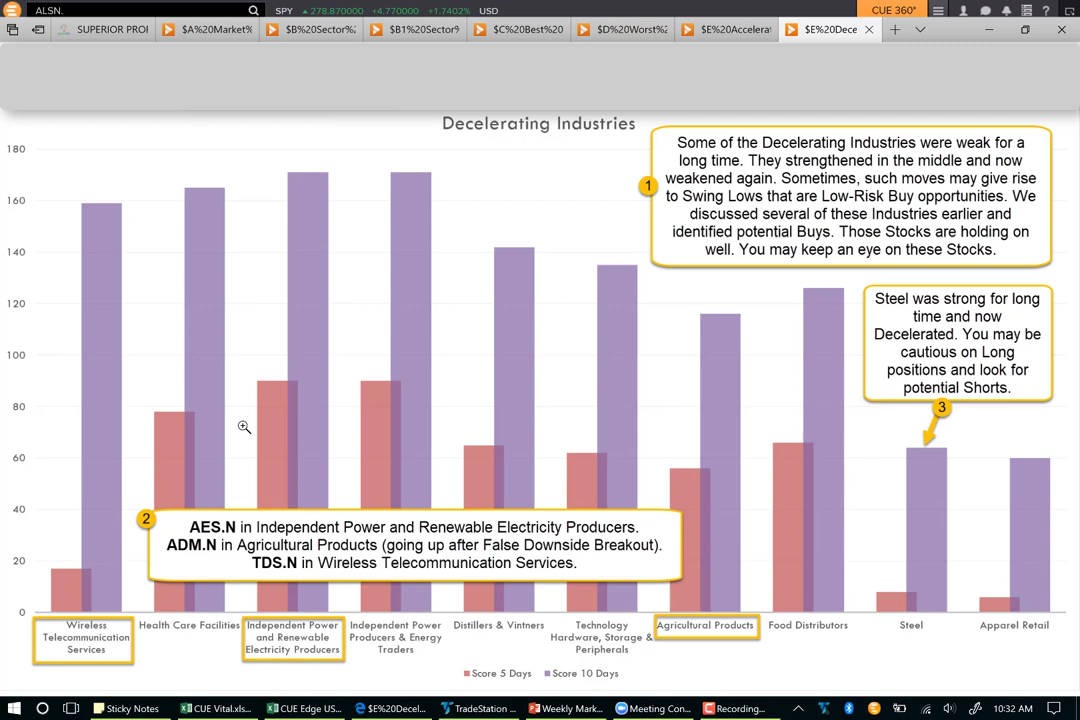 ALSN.
SPY 278.870000 +4.770000 +1.7402% USD
CUE 360°
SUPERIOR PROF
$A%20Market%
$B%20Sector%
$B1%20Sector%
$C%20Best%20
$D%20Worst%2
$E%20Accelerat
$E%20Dece
Decelerating Industries
180
160
140
120
100
80
60
40
20
0
1
Some of the Decelerating Industries were weak for a
long time. They strengthened in the middle and now
weakened again. Sometimes, such moves may give rise
to Swing Lows that are Low-Risk Buy opportunities. We
discussed several of these Industries earlier and
identified potential Buys. Those Stocks are holding on
well. You may keep an eye on these Stocks.
Steel was strong for long
time and now
Decelerated. You may be
cautious on Long
positions and look for
potential Shorts.
3
2
AES.N in Independent Power and Renewable Electricity Producers.
ADM.N in Agricultural Products (going up after False Downside Breakout).
TDS.N in Wireless Telecommunication Services.
Wireless
Telecommunication
Services
Health Care Facilities
Independent Power
and Renewable
Electricity Producers
Independent Power
Producers & Energy
Traders
Distillers & Vintners
Technology
Hardware, Storage &
Peripherals
Agricultural Products
Food Distributors
Steel
Apparel Retail
Score 5 Days
Score 10 Days
Sticky Notes
CUE Vital.xls...
CUE Edge US...
$E%20Decel...
TradeStation ...
Weekly Mark...
Meeting Con...
Recording...
10:32 AM